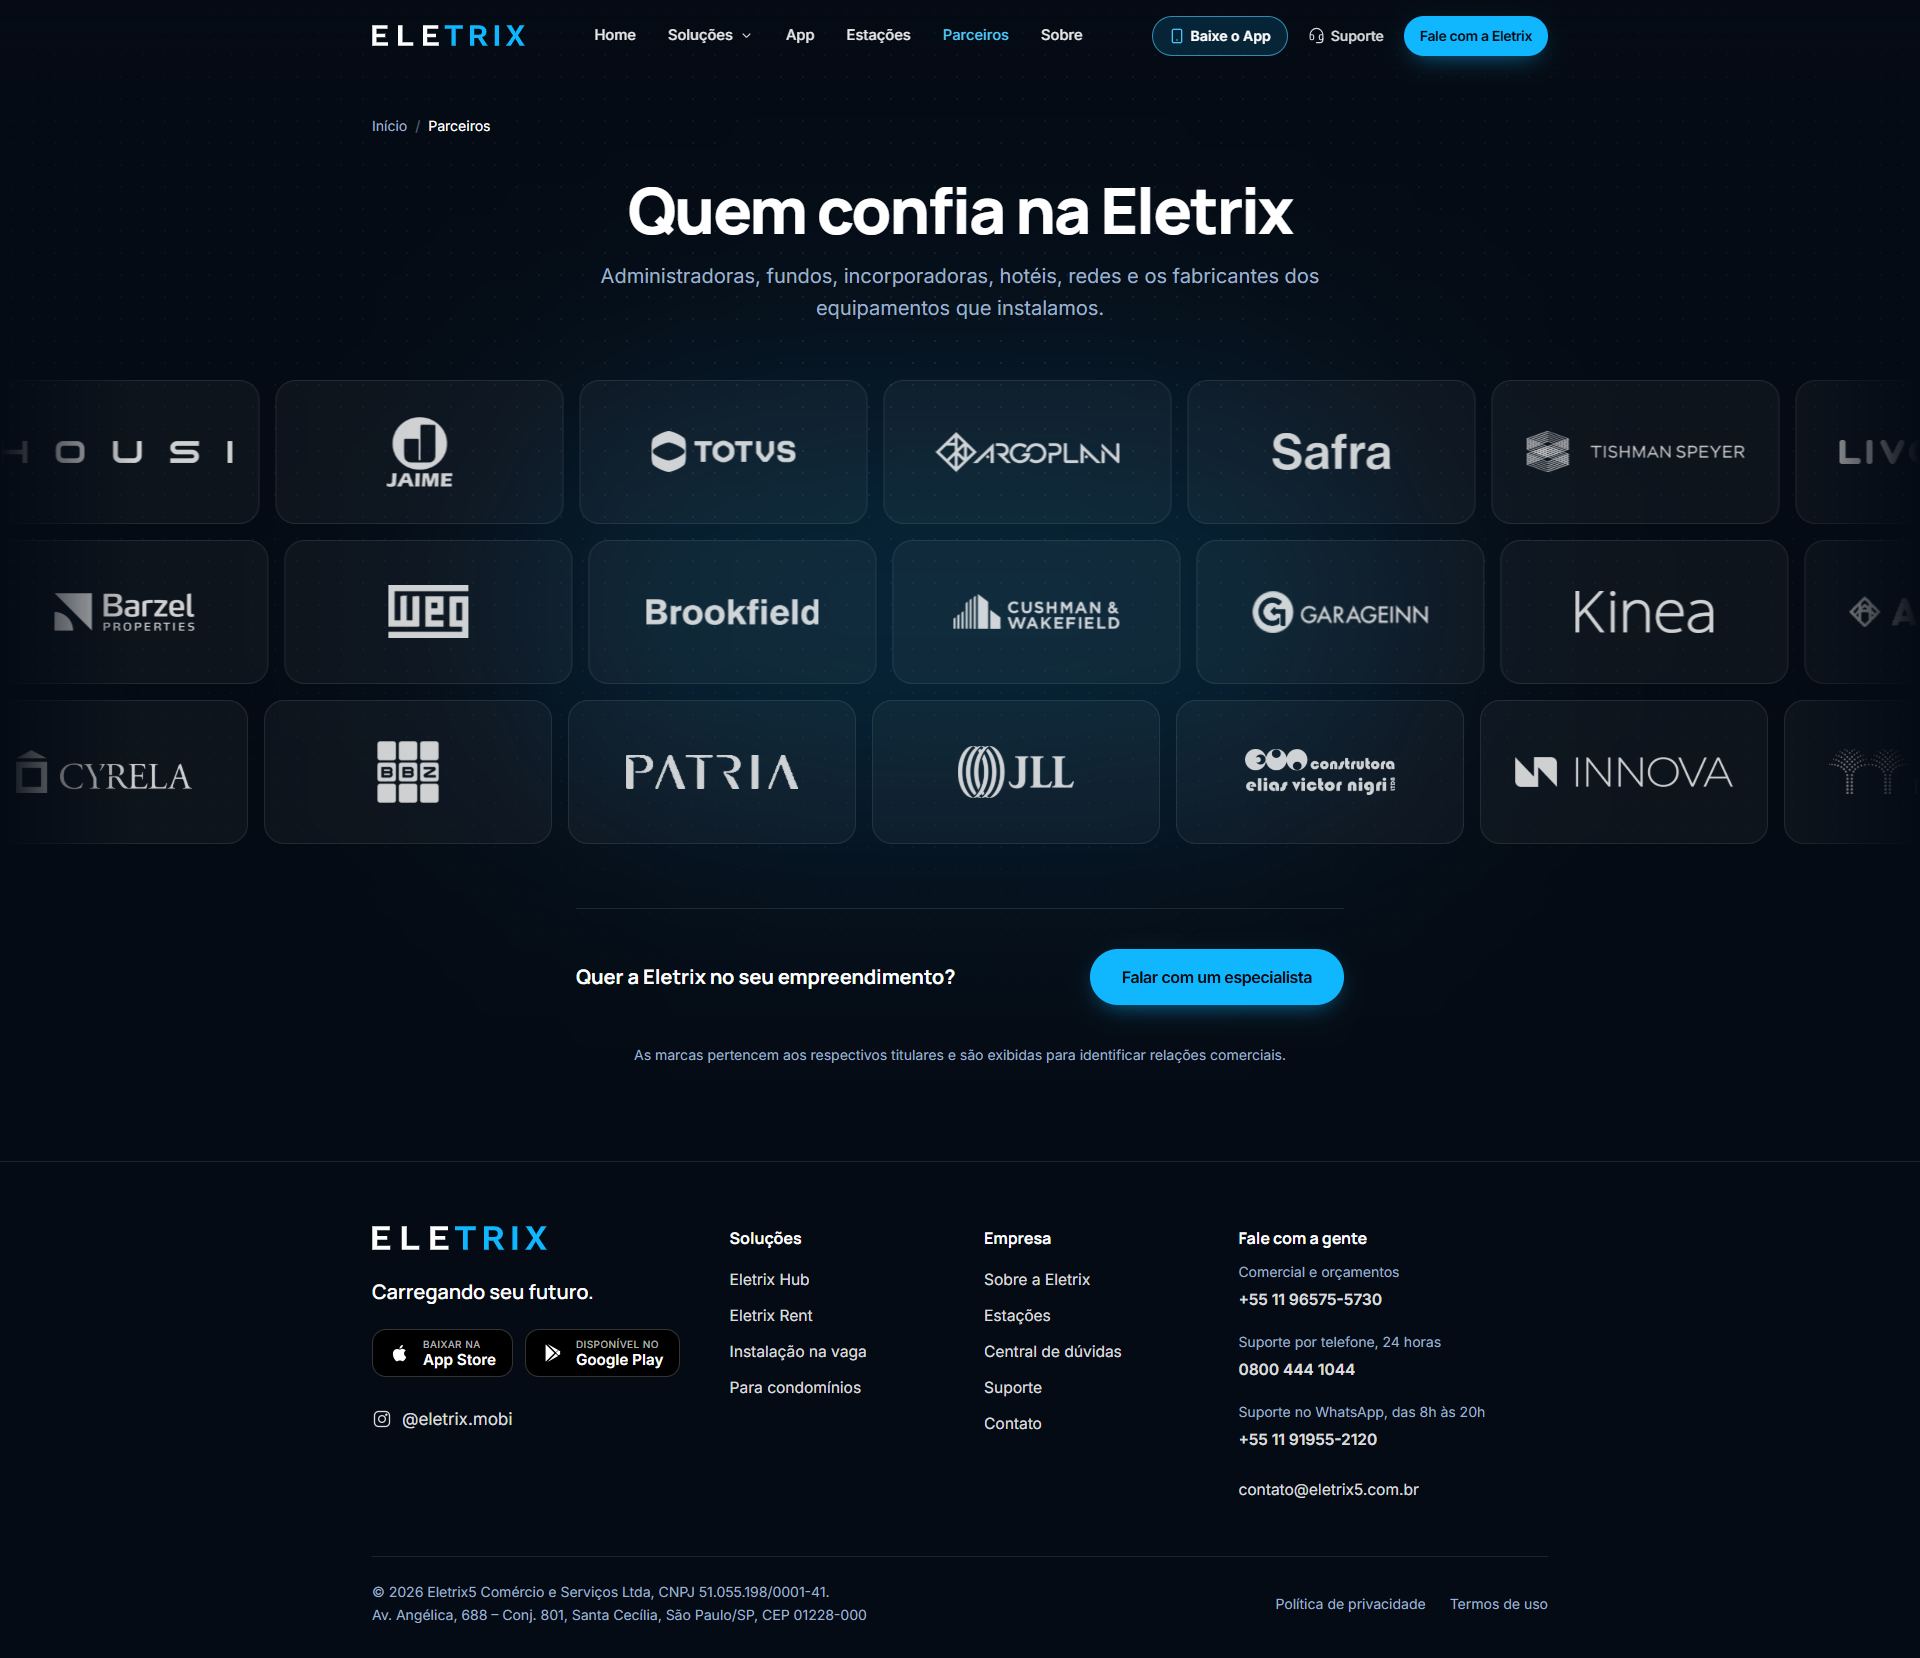 ELETRIX
Home
Soluções
App
Estações
Parceiros
Sobre
Baixe o App
Suporte
Fale com a Eletrix
Início / Parceiros
Quem confia na Eletrix
Administradoras, fundos, incorporadoras, hotéis, redes e os fabricantes dos
equipamentos que instalamos.
HOUSI
JAIME
TOTVS
ARGOPLAN
Safra
TISHMAN SPEYER
Barzel
PROPERTIES
WEG
Brookfield
CUSHMAN &
WAKEFIELD
GARAGEINN
Kinea
CYRELA
BBZ
PATRIA
JLL
construtora
elias victor nigri
INNOVA
Quer a Eletrix no seu empreendimento?
Falar com um especialista
As marcas pertencem aos respectivos titulares e são exibidas para identificar relações comerciais.
ELETRIX
Carregando seu futuro.
BAIXAR NA
App Store
DISPONÍVEL NO
Google Play
@eletrix.mobi
Soluções
Eletrix Hub
Eletrix Rent
Instalação na vaga
Para condomínios
Empresa
Sobre a Eletrix
Estações
Central de dúvidas
Suporte
Contato
Fale com a gente
Comercial e orçamentos
+55 11 96575-5730
Suporte por telefone, 24 horas
0800 444 1044
Suporte no WhatsApp, das 8h às 20h
+55 11 91955-2120
contato@eletrix5.com.br
© 2026 Eletrix5 Comércio e Serviços Ltda, CNPJ 51.055.198/0001-41.
Av. Angélica, 688 – Conj. 801, Santa Cecília, São Paulo/SP, CEP 01228-000
Política de privacidade
Termos de uso